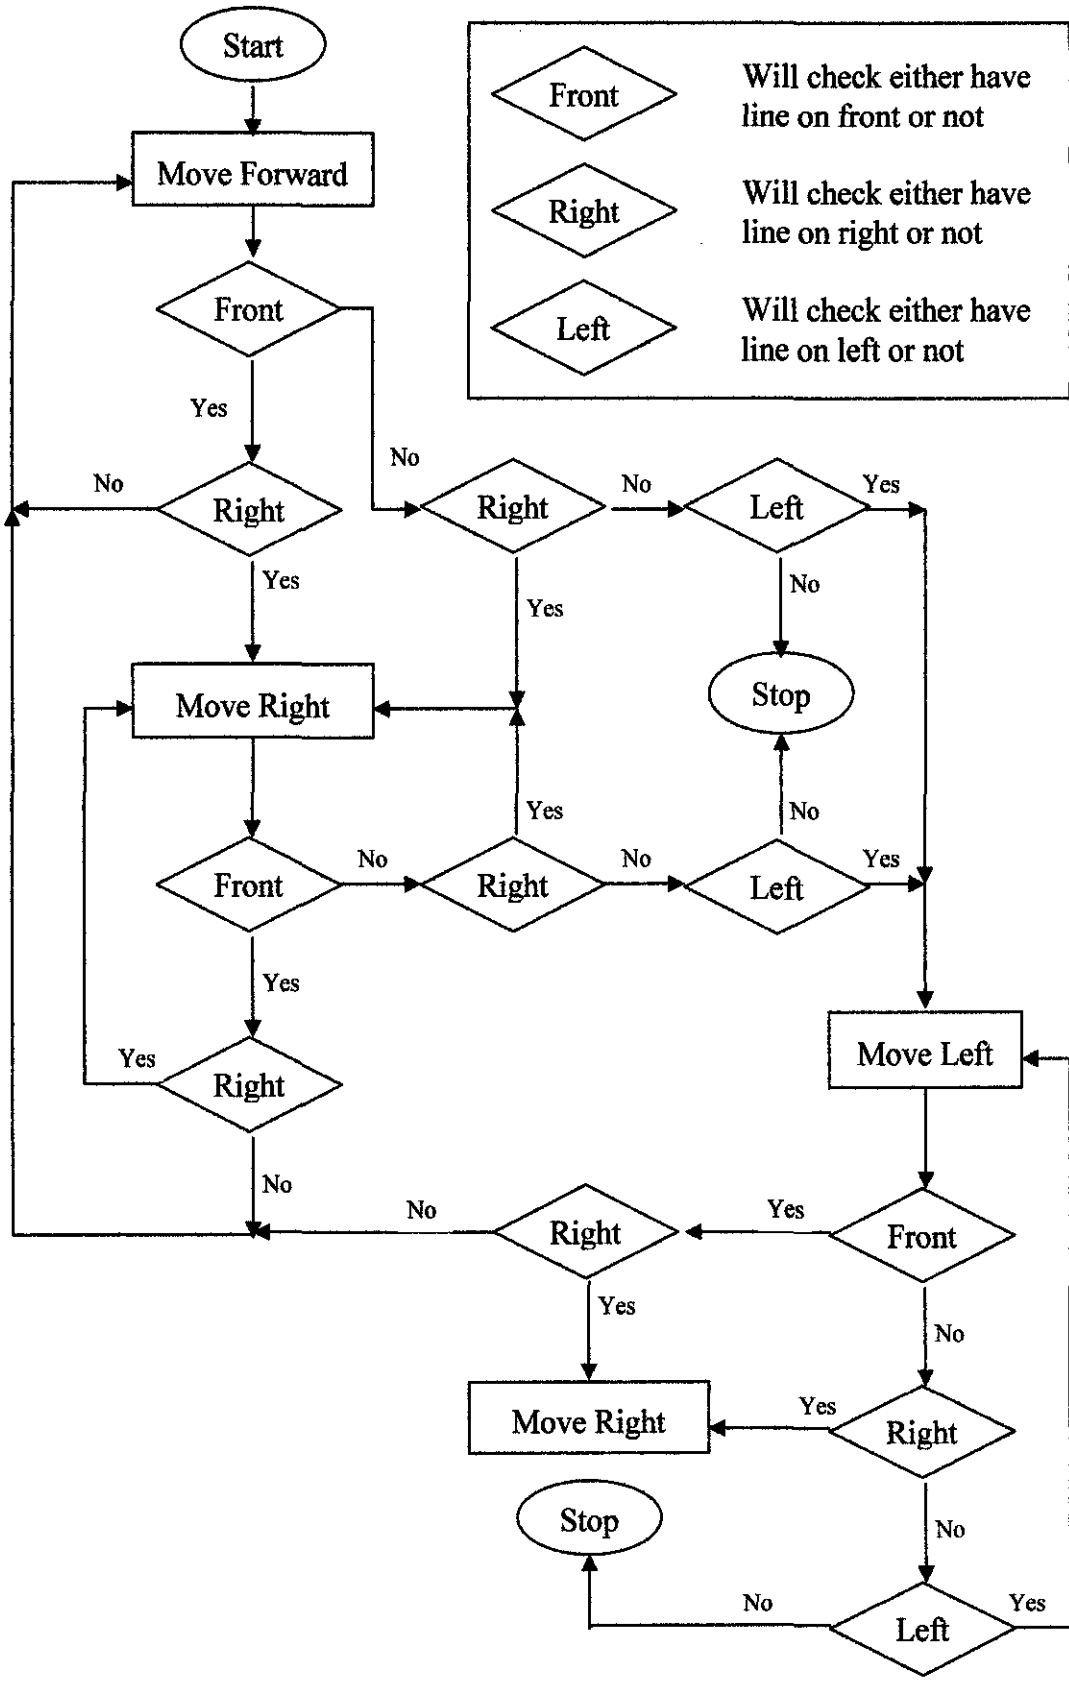 Start
Front
Will check either have
line on front or not
Move Forward
Right
Will check either have
line on right or not
Front
Left
Will check either have
line on left or not
Yes
No
No
Right
Right
No
Left
Yes
Yes
Yes
No
Move Right
Stop
Yes
No
Front
No
Right
No
Left
Yes
Yes
Move Left
Yes
Right
No
No
Right
Yes
Front
Yes
No
Move Right
Yes
Right
Stop
No
No
Left
Yes